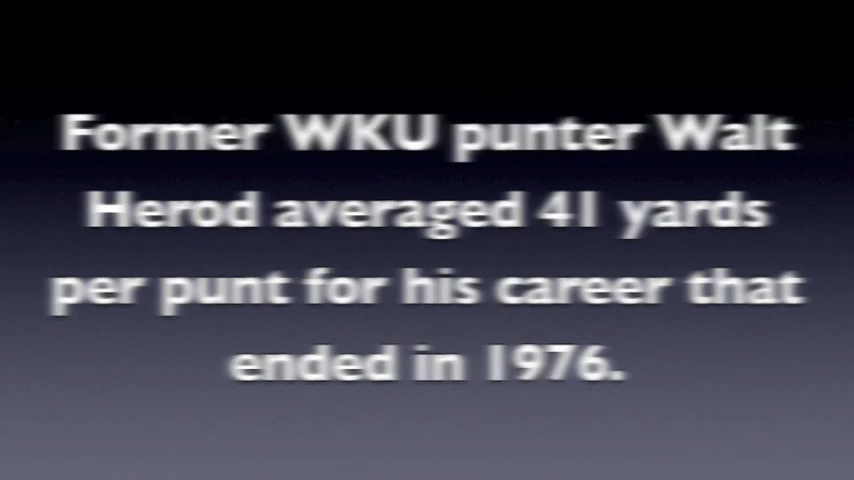 Former WKU punter Walt
Herod averaged 41 yards
per punt for his career that
ended in 1976.